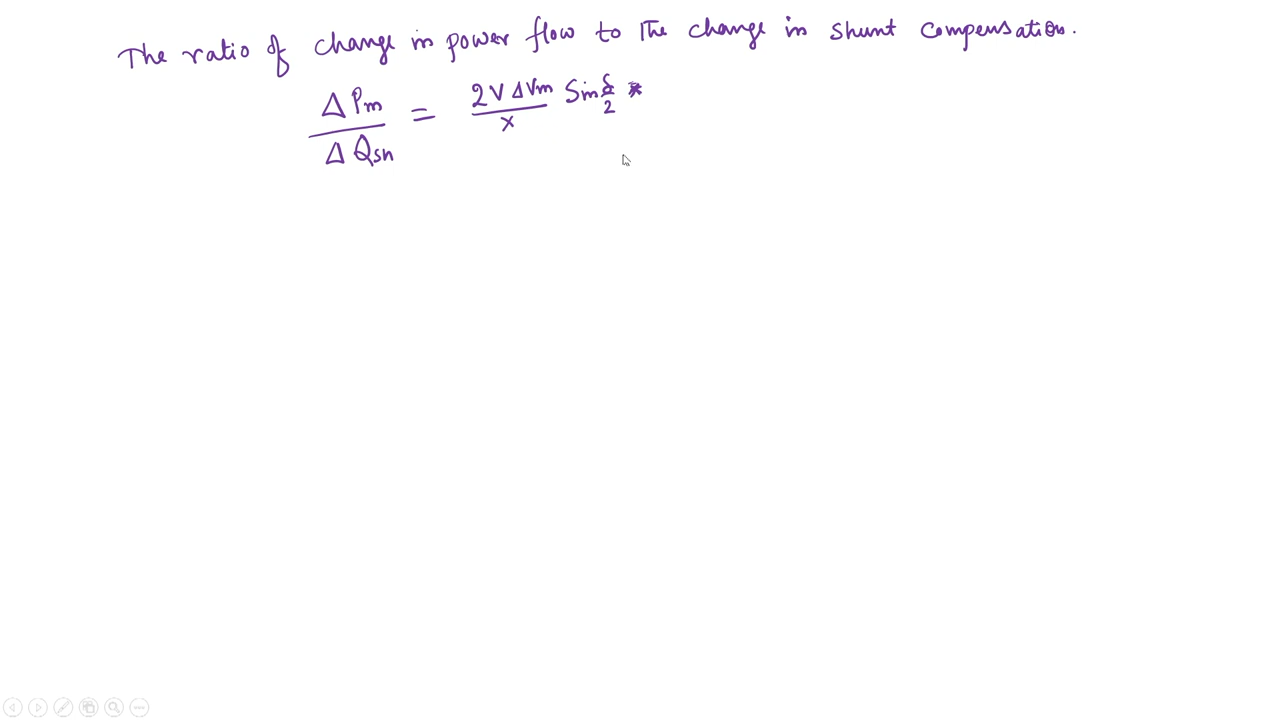 The ratio of change in power flow to the change in shunt compensation.
ΔPm / ΔQsh = 2VΔVm / x Sin δ/2 *